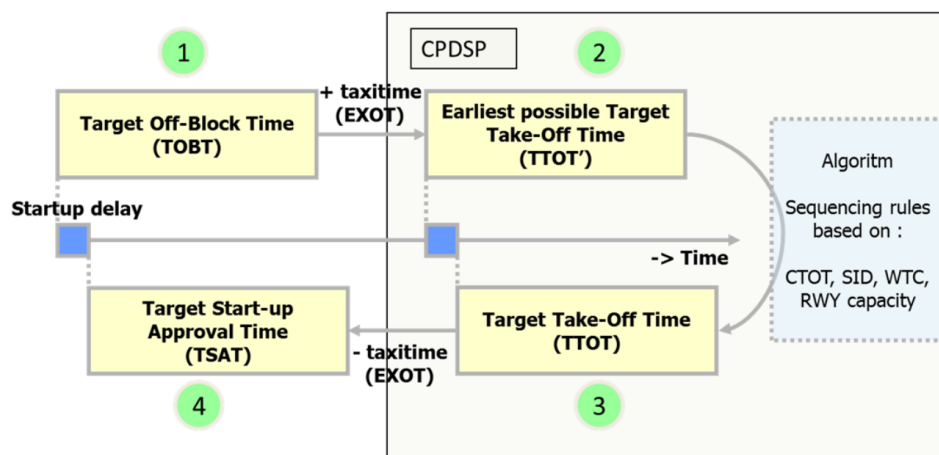 1
CPDSP
2
Target Off-Block Time
(TOBT)
+ taxitime
(EXOT)
Earliest possible Target
Take-Off Time
(TTOT')
Algoritm
Sequencing rules
based on :
CTOT, SID, WTC,
RWY capacity
Startup delay
-> Time
Target Start-up
Approval Time
(TSAT)
- taxitime
(EXOT)
Target Take-Off Time
(TTOT)
4
3